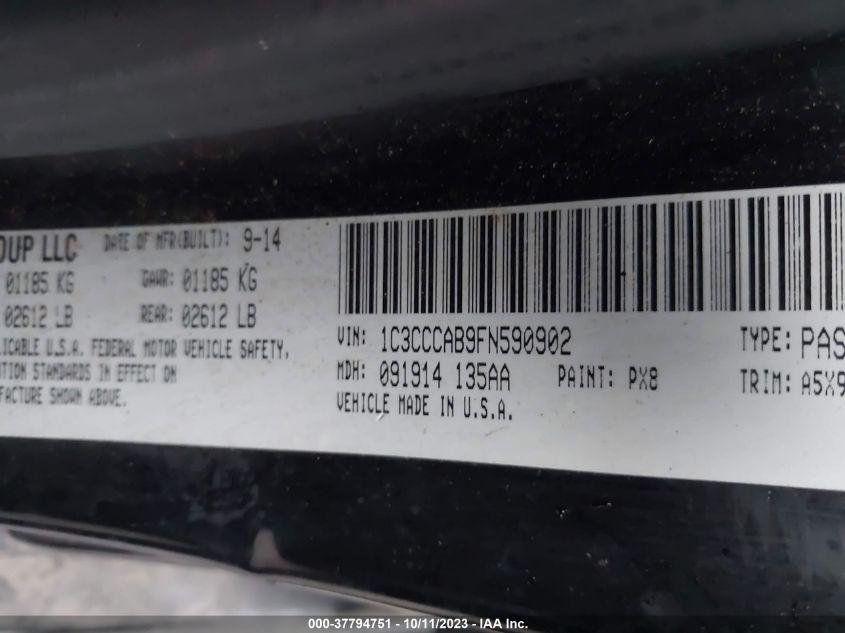 OUP LLC DATE OF MFR(BUILT): 9-14
01185 KG GAWR: 01185 KG
02612 LB REAR: 02612 LB
LICABLE U.S.A. FEDERAL MOTOR VEHICLE SAFETY,
TION STANDARDS IN EFFECT ON
FACTURE SHOWN ABOVE.
VIN: 1C3CCCAB9FN590902 TYPE: PAS
MDH: 091914 135AA PAINT: PX8 TRIM: A5X9
VEHICLE MADE IN U.S.A.
000-37794751 - 10/11/2023 - IAA Inc.